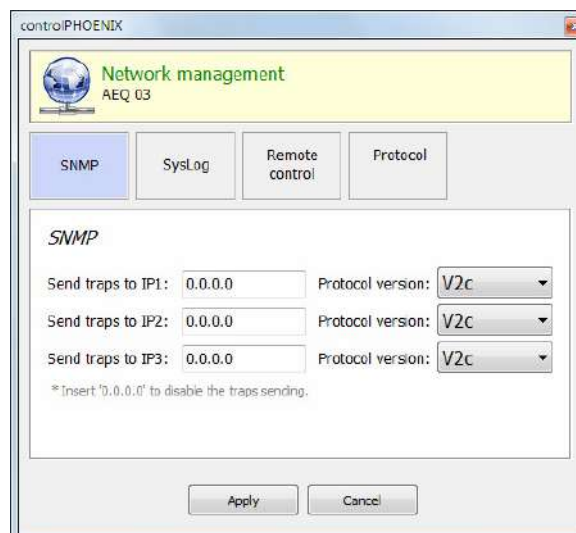 controlPHOENIX
Network management
AEQ 03
SNMP
SysLog
Remote
control
Protocol
SNMP
Send traps to IP1: 0.0.0.0 Protocol version: V2c
Send traps to IP2: 0.0.0.0 Protocol version: V2c
Send traps to IP3: 0.0.0.0 Protocol version: V2c
* Insert '0.0.0.0' to disable the traps sending.
Apply Cancel